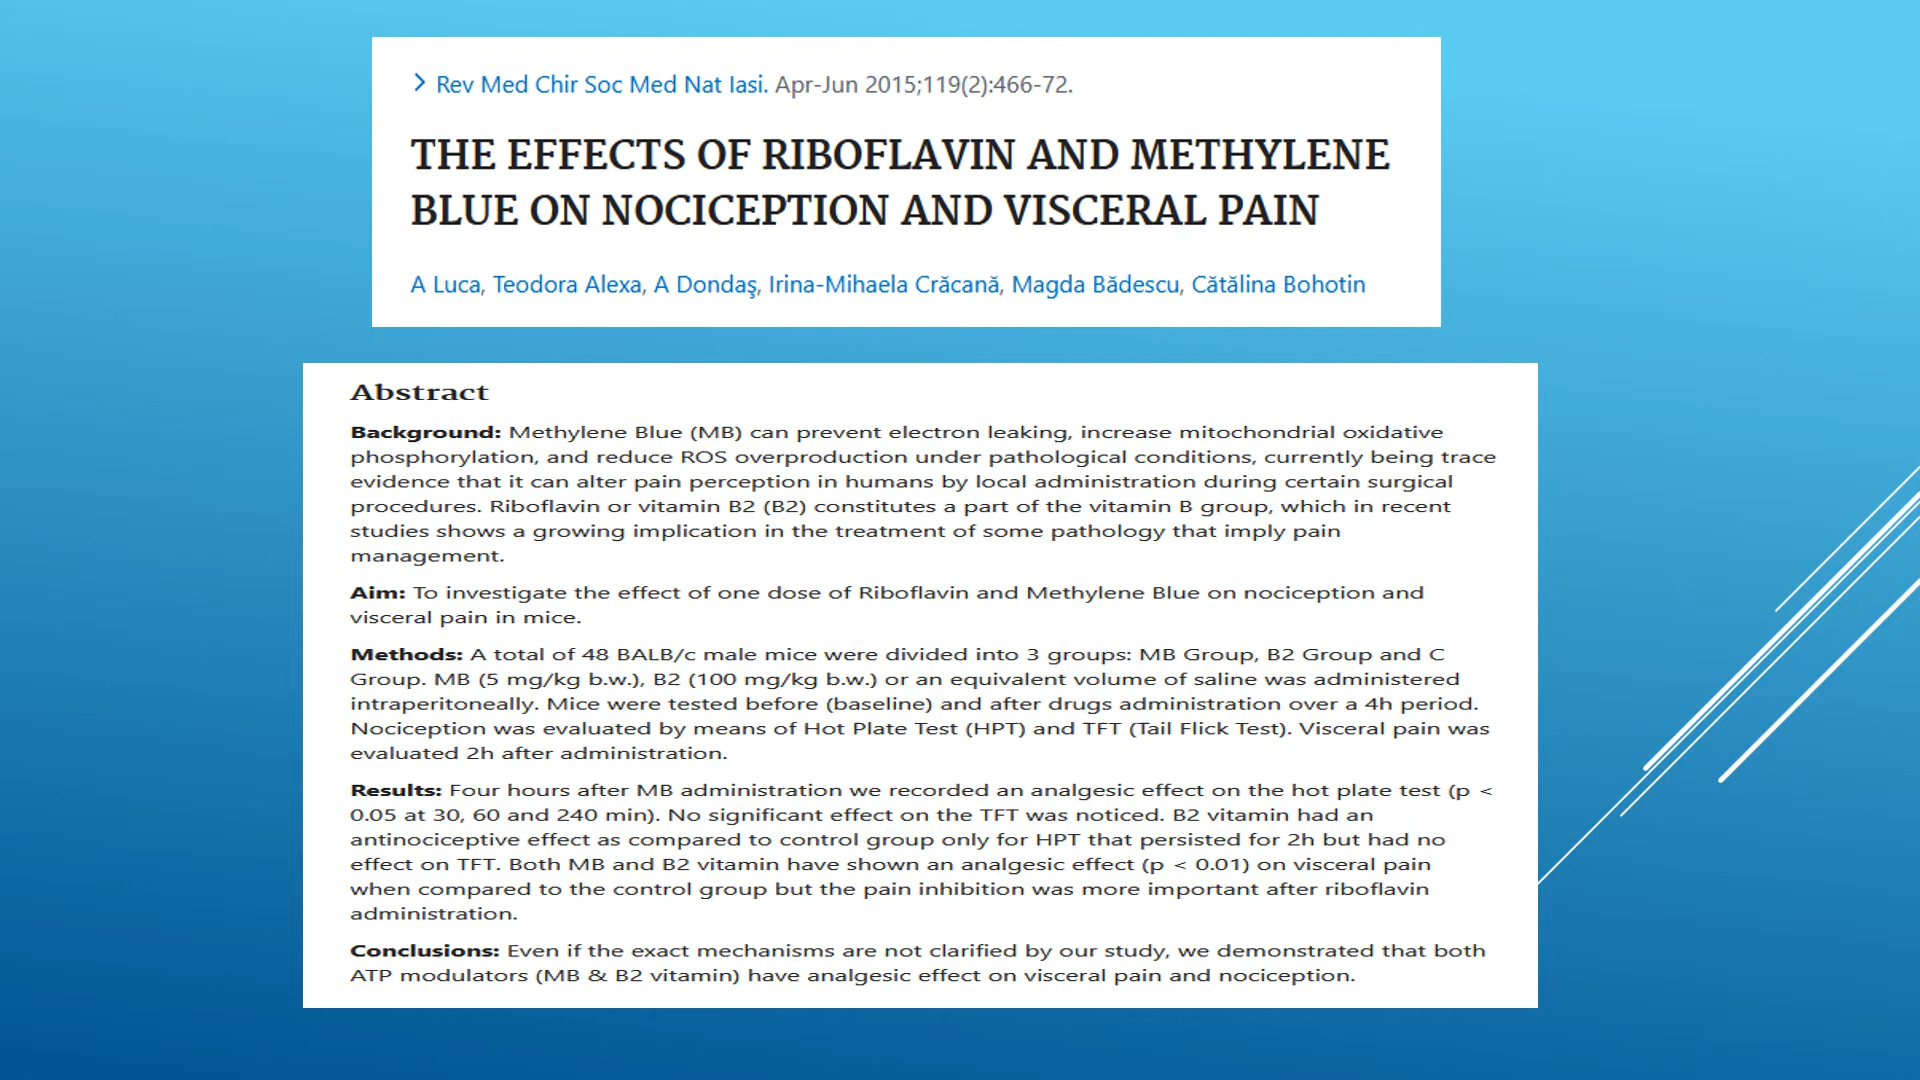 Rev Med Chir Soc Med Nat Iasi. Apr-Jun 2015;119(2):466-72.
THE EFFECTS OF RIBOFLAVIN AND METHYLENE
BLUE ON NOCICEPTION AND VISCERAL PAIN
A Luca, Teodora Alexa, A Dondaş, Irina-Mihaela Crăcană, Magda Bădescu, Cătălina Bohotin
Abstract
Background: Methylene Blue (MB) can prevent electron leaking, increase mitochondrial oxidative
phosphorylation, and reduce ROS overproduction under pathological conditions, currently being trace
evidence that it can alter pain perception in humans by local administration during certain surgical
procedures. Riboflavin or vitamin B2 (B2) constitutes a part of the vitamin B group, which in recent
studies shows a growing implication in the treatment of some pathology that imply pain
management.
Aim: To investigate the effect of one dose of Riboflavin and Methylene Blue on nociception and
visceral pain in mice.
Methods: A total of 48 BALB/c male mice were divided into 3 groups: MB Group, B2 Group and C
Group. MB (5 mg/kg b.w.), B2 (100 mg/kg b.w.) or an equivalent volume of saline was administered
intraperitoneally. Mice were tested before (baseline) and after drugs administration over a 4h period.
Nociception was evaluated by means of Hot Plate Test (HPT) and TFT (Tail Flick Test). Visceral pain was
evaluated 2h after administration.
Results: Four hours after MB administration we recorded an analgesic effect on the hot plate test (p <
0.05 at 30, 60 and 240 min). No significant effect on the TFT was noticed. B2 vitamin had an
antinociceptive effect as compared to control group only for HPT that persisted for 2h but had no
effect on TFT. Both MB and B2 vitamin have shown an analgesic effect (p < 0.01) on visceral pain
when compared to the control group but the pain inhibition was more important after riboflavin
administration.
Conclusions: Even if the exact mechanisms are not clarified by our study, we demonstrated that both
ATP modulators (MB & B2 vitamin) have analgesic effect on visceral pain and nociception.